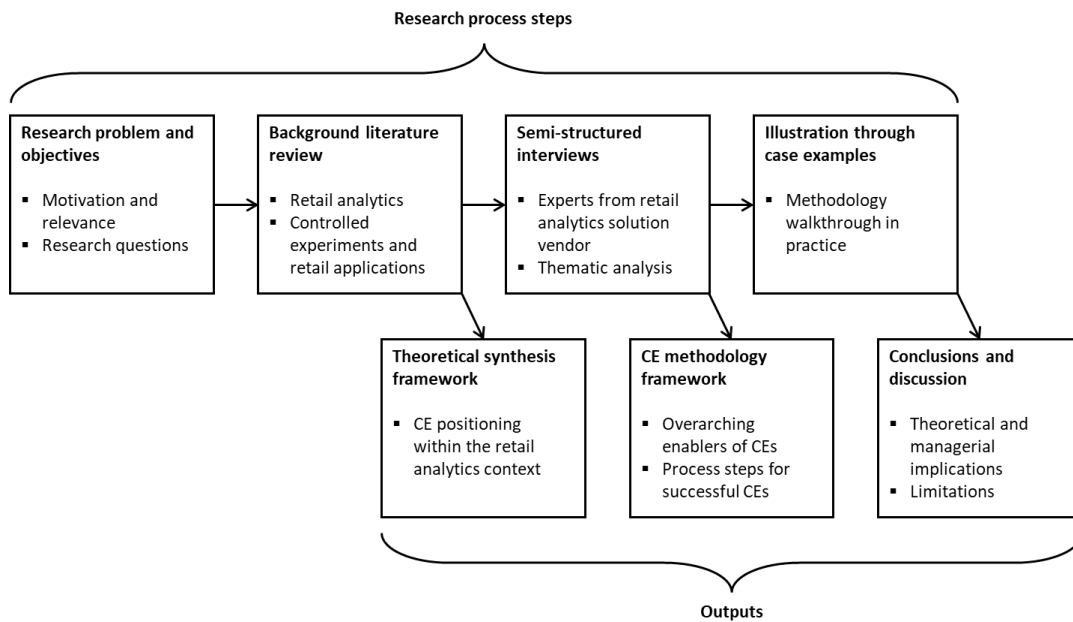 Research process steps
Research problem and
objectives
▪ Motivation and
relevance
▪ Research questions
Background literature
review
▪ Retail analytics
▪ Controlled
experiments and
retail applications
Semi-structured
interviews
▪ Experts from retail
analytics solution
vendor
▪ Thematic analysis
Illustration through
case examples
▪ Methodology
walkthrough in
practice
Theoretical synthesis
framework
▪ CE positioning
within the retail
analytics context
CE methodology
framework
▪ Overarching
enablers of CEs
▪ Process steps for
successful CEs
Conclusions and
discussion
▪ Theoretical and
managerial
implications
▪ Limitations
Outputs